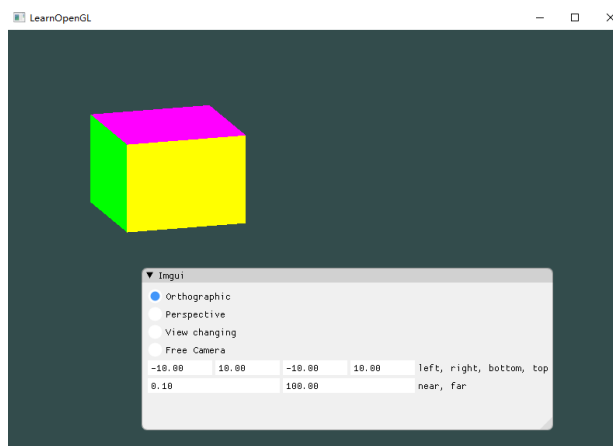 LearnOpenGL
Imgui
Orthographic
Perspective
View changing
Free Camera
-10.00 10.00 -10.00 10.00 left, right, bottom, top
0.10 100.00 near, far